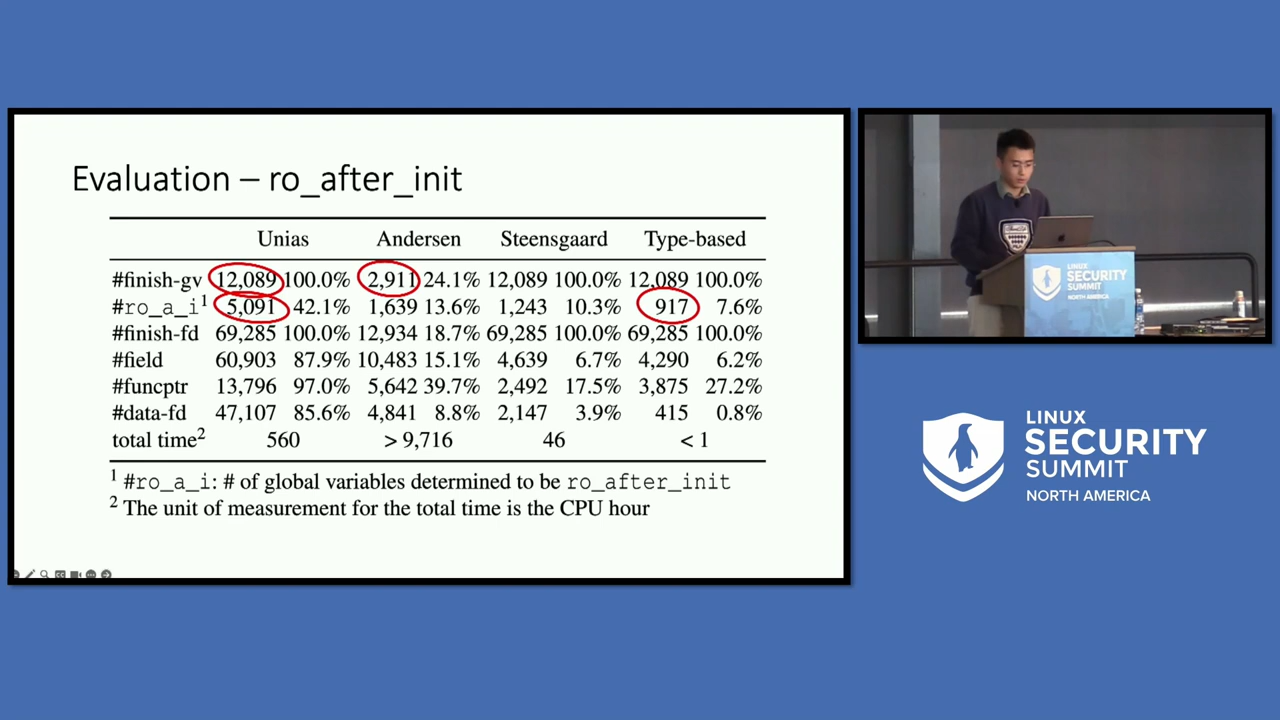 Evaluation – ro_after_init
Unias Andersen Steensgaard Type-based
#finish-gv 12,089 100.0% 2,911 24.1% 12,089 100.0% 12,089 100.0%
#ro_a_i1 5,091 42.1% 1,639 13.6% 1,243 10.3% 917 7.6%
#finish-fd 69,285 100.0% 12,934 18.7% 69,285 100.0% 69,285 100.0%
#field 60,903 87.9% 10,483 15.1% 4,639 6.7% 4,290 6.2%
#funcptr 13,796 97.0% 5,642 39.7% 2,492 17.5% 3,875 27.2%
#data-fd 47,107 85.6% 4,841 8.8% 2,147 3.9% 415 0.8%
total time2 560 > 9,716 46 < 1
1 #ro_a_i: # of global variables determined to be ro_after_init
2 The unit of measurement for the total time is the CPU hour
LINUX
SECURITY
SUMMIT
NORTH AMERICA
LINUX
SECURITY
SUMMIT
NORTH AMERICA